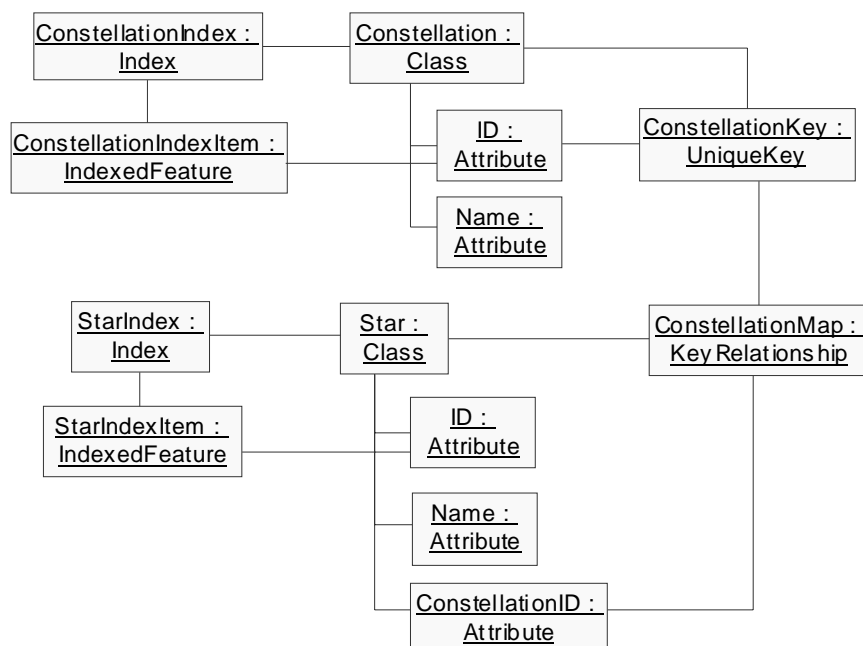 ConstellationIndex :
Index
Constellation :
Class
ConstellationIndexItem :
IndexedFeature
ID :
Attribute
ConstellationKey :
UniqueKey
Name :
Attribute
StarIndex :
Index
Star :
Class
ConstellationMap :
KeyRelationship
StarIndexItem :
IndexedFeature
ID :
Attribute
Name :
Attribute
ConstellationID :
Attribute